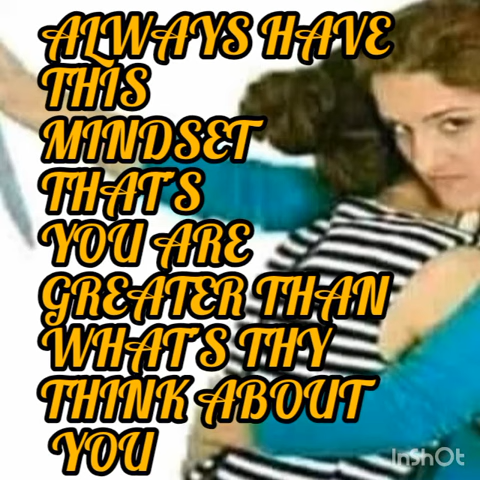 ALWAYS HAVE
THIS
MINDSET
THAT'S
YOU ARE
GREATER THAN
WHAT'S THY
THINK ABOUT
YOU
InShOt